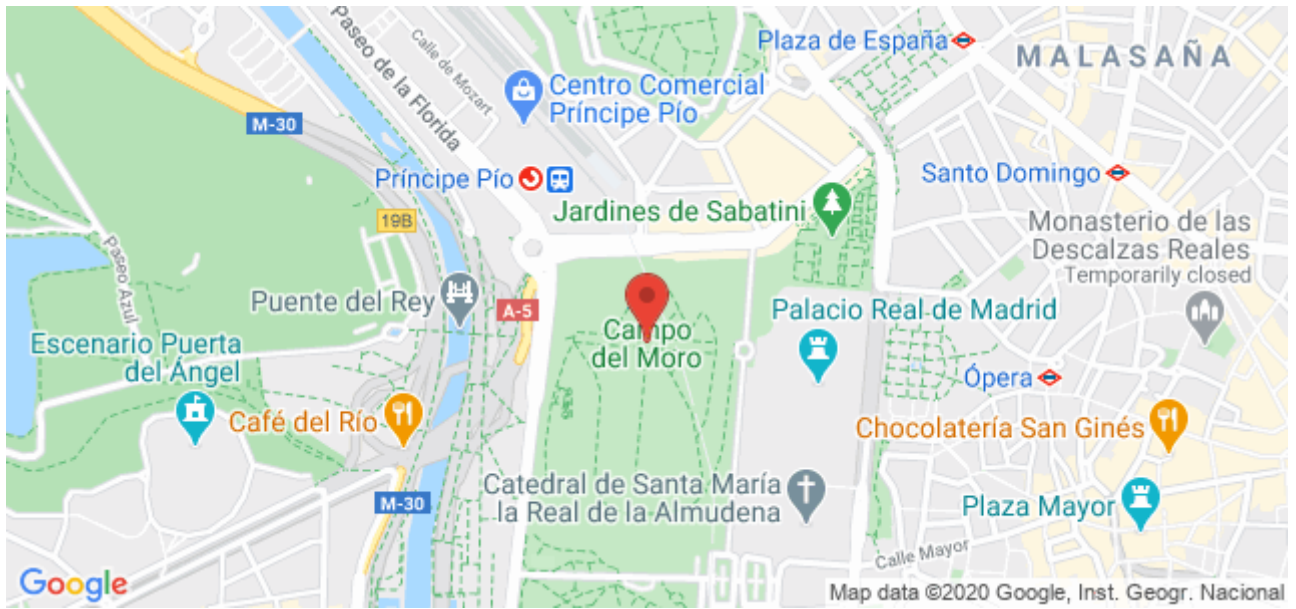 Paseo de la Florida
Calle de Mozart
Plaza de España
MALASAÑA
Centro Comercial
Príncipe Pío
M-30
Príncipe Pío
Santo Domingo
19B
Jardines de Sabatini
Monasterio de las
Descalzas Reales
Temporarily closed
Paseo Azul
Puente del Rey
A-5
Palacio Real de Madrid
Campo
del Moro
Escenario Puerta
del Ángel
Ópera
Café del Río
Chocolatería San Ginés
Catedral de Santa María
la Real de la Almudena
M-30
Plaza Mayor
Calle Mayor
Google
Map data ©2020 Google, Inst. Geogr. Nacional